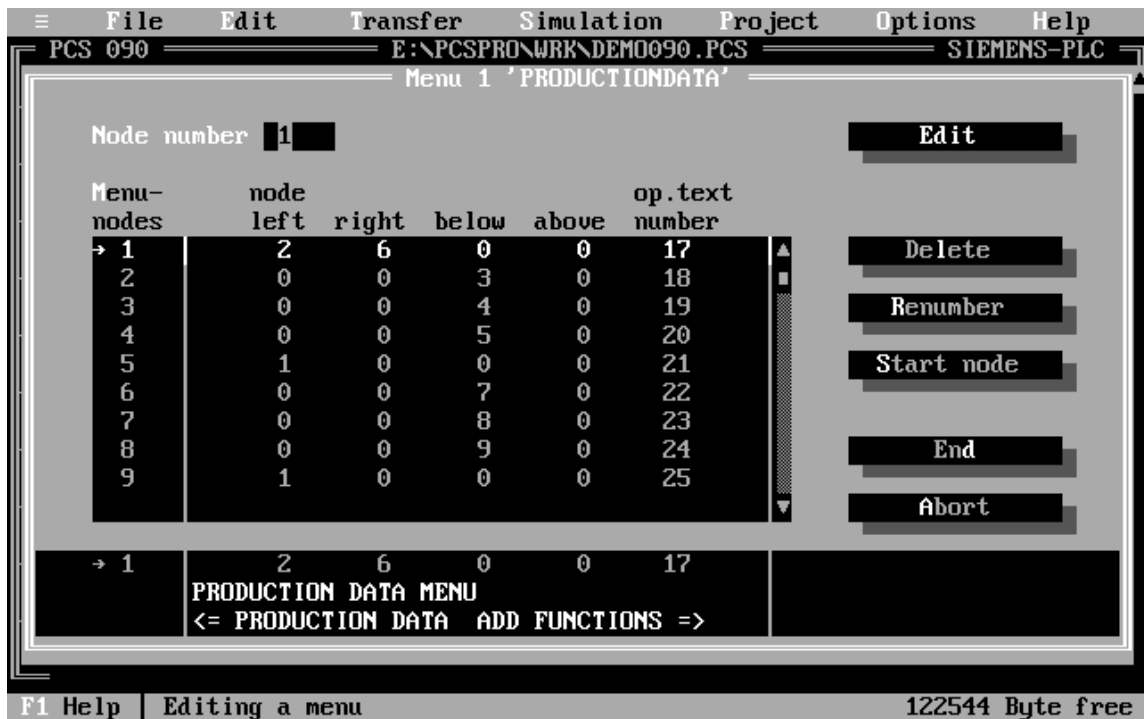 ≡ File Edit Transfer Simulation Project Options Help
PCS 090 E:\PCSPRO\WRK\DEMO090.PCS SIEMENS-PLC
Menu 1 'PRODUCTIONDATA'
Node number 1 Edit
Menu- node op.text
nodes left right below above number
→ 1 2 6 0 0 17 Delete
2 0 0 3 0 18
3 0 0 4 0 19 Renumber
4 0 0 5 0 20
5 1 0 0 0 21 Start node
6 0 0 7 0 22
7 0 0 8 0 23
8 0 0 9 0 24 End
9 1 0 0 0 25
Abort
→ 1 2 6 0 0 17
PRODUCTION DATA MENU
<= PRODUCTION DATA ADD FUNCTIONS =>
F1 Help | Editing a menu 122544 Byte free